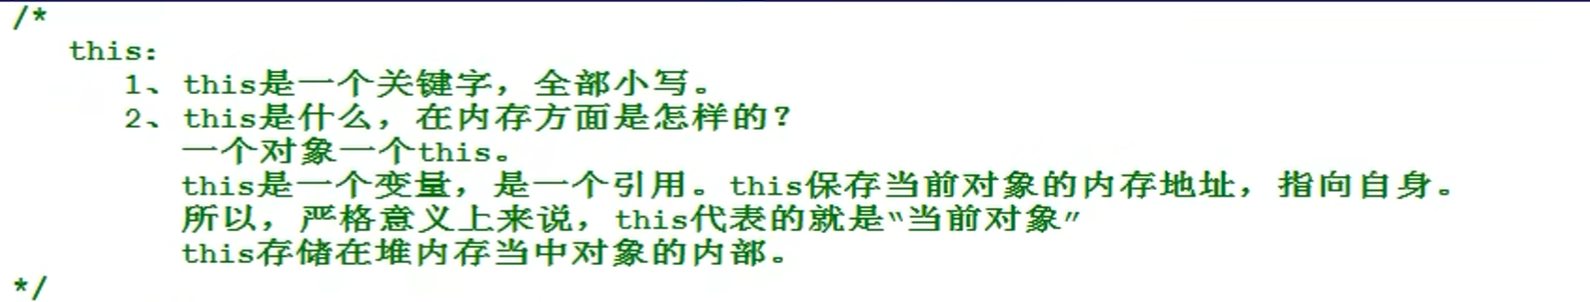 /*
this:
1、this是一个关键字，全部小写。
2、this是什么，在内存方面是怎样的？
一个对象一个this。
this是一个变量，是一个引用。this保存当前对象的内存地址，指向自身。
所以，严格意义上来说，this代表的就是“当前对象”
this存储在堆内存当中对象的内部。
*/